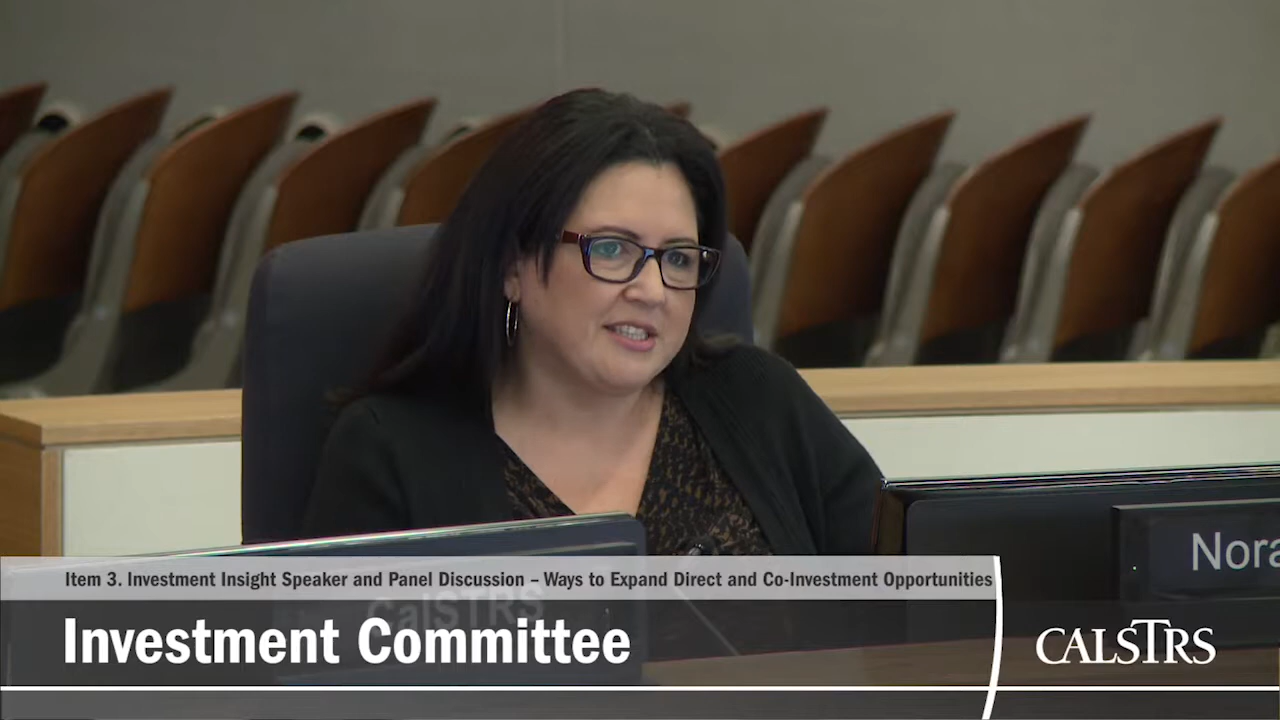 Nora
Item 3. Investment Insight Speaker and Panel Discussion – Ways to Expand Direct and Co-Investment Opportunities
CalSTRS
Investment Committee
CALSTRS